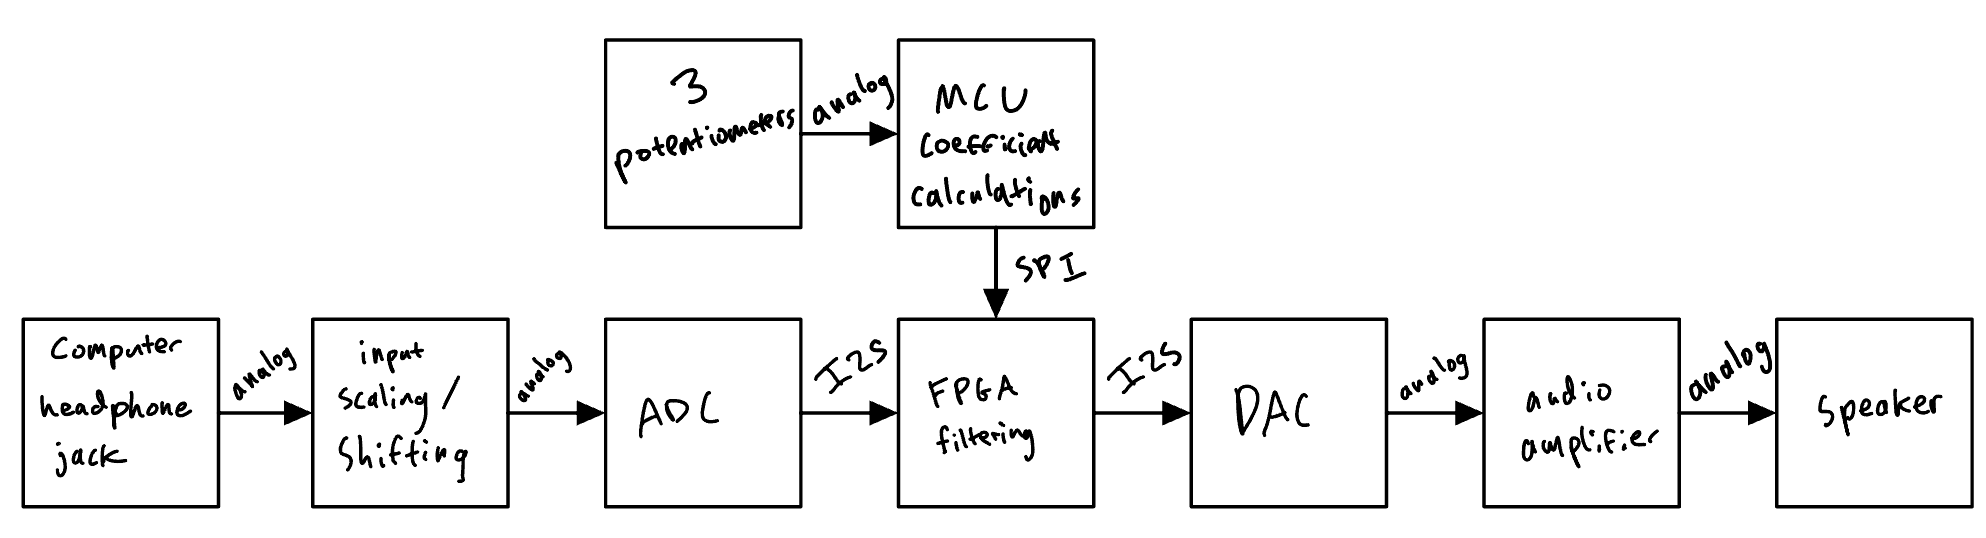 3
potentiometers
analog
MCU
coefficient
calculations
SPI
Computer
headphone
jack
analog
input
scaling/
shifting
analog
ADC
I2S
FPGA
filtering
I2S
DAC
analog
audio
amplifier
analog
speaker